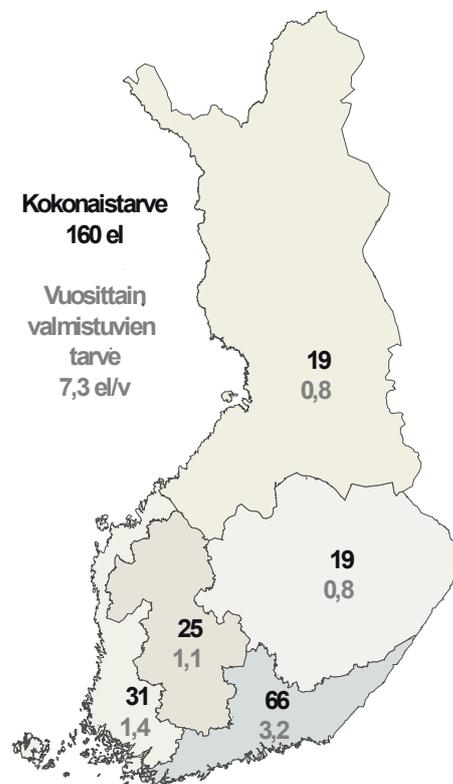 Kokonaistarve
160 el
Vuosittain
valmistuvien
tarve
7,3 el/v
19
0,8
19
0,8
25
1,1
31
1,4
66
3,2